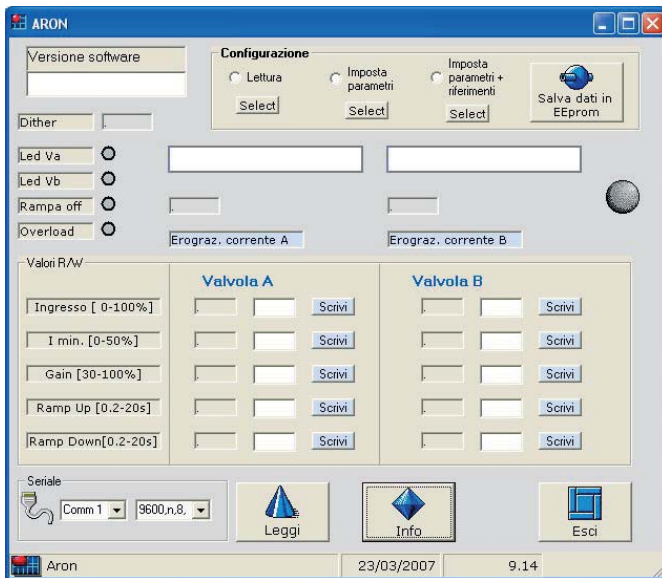 ARON
Versione software
Configurazione
Lettura
Select
Imposta
parametri
Select
Imposta
parametri +
riferimenti
Select
Salva dati in
EEprom
Dither
Led Va
Led Vb
Rampa off
Overload
Erograz. corrente A
Erograz. corrente B
Valori R/W
Valvola A
Valvola B
Ingresso [ 0-100%]
Scrivi
Scrivi
I min. [0-50%]
Scrivi
Scrivi
Gain [30-100%]
Scrivi
Scrivi
Ramp Up [0.2-20s]
Scrivi
Scrivi
Ramp Down[0.2-20s]
Scrivi
Scrivi
Seriale
Comm 1
9600,n,8,
Leggi
Info
Esci
Aron
23/03/2007
9.14